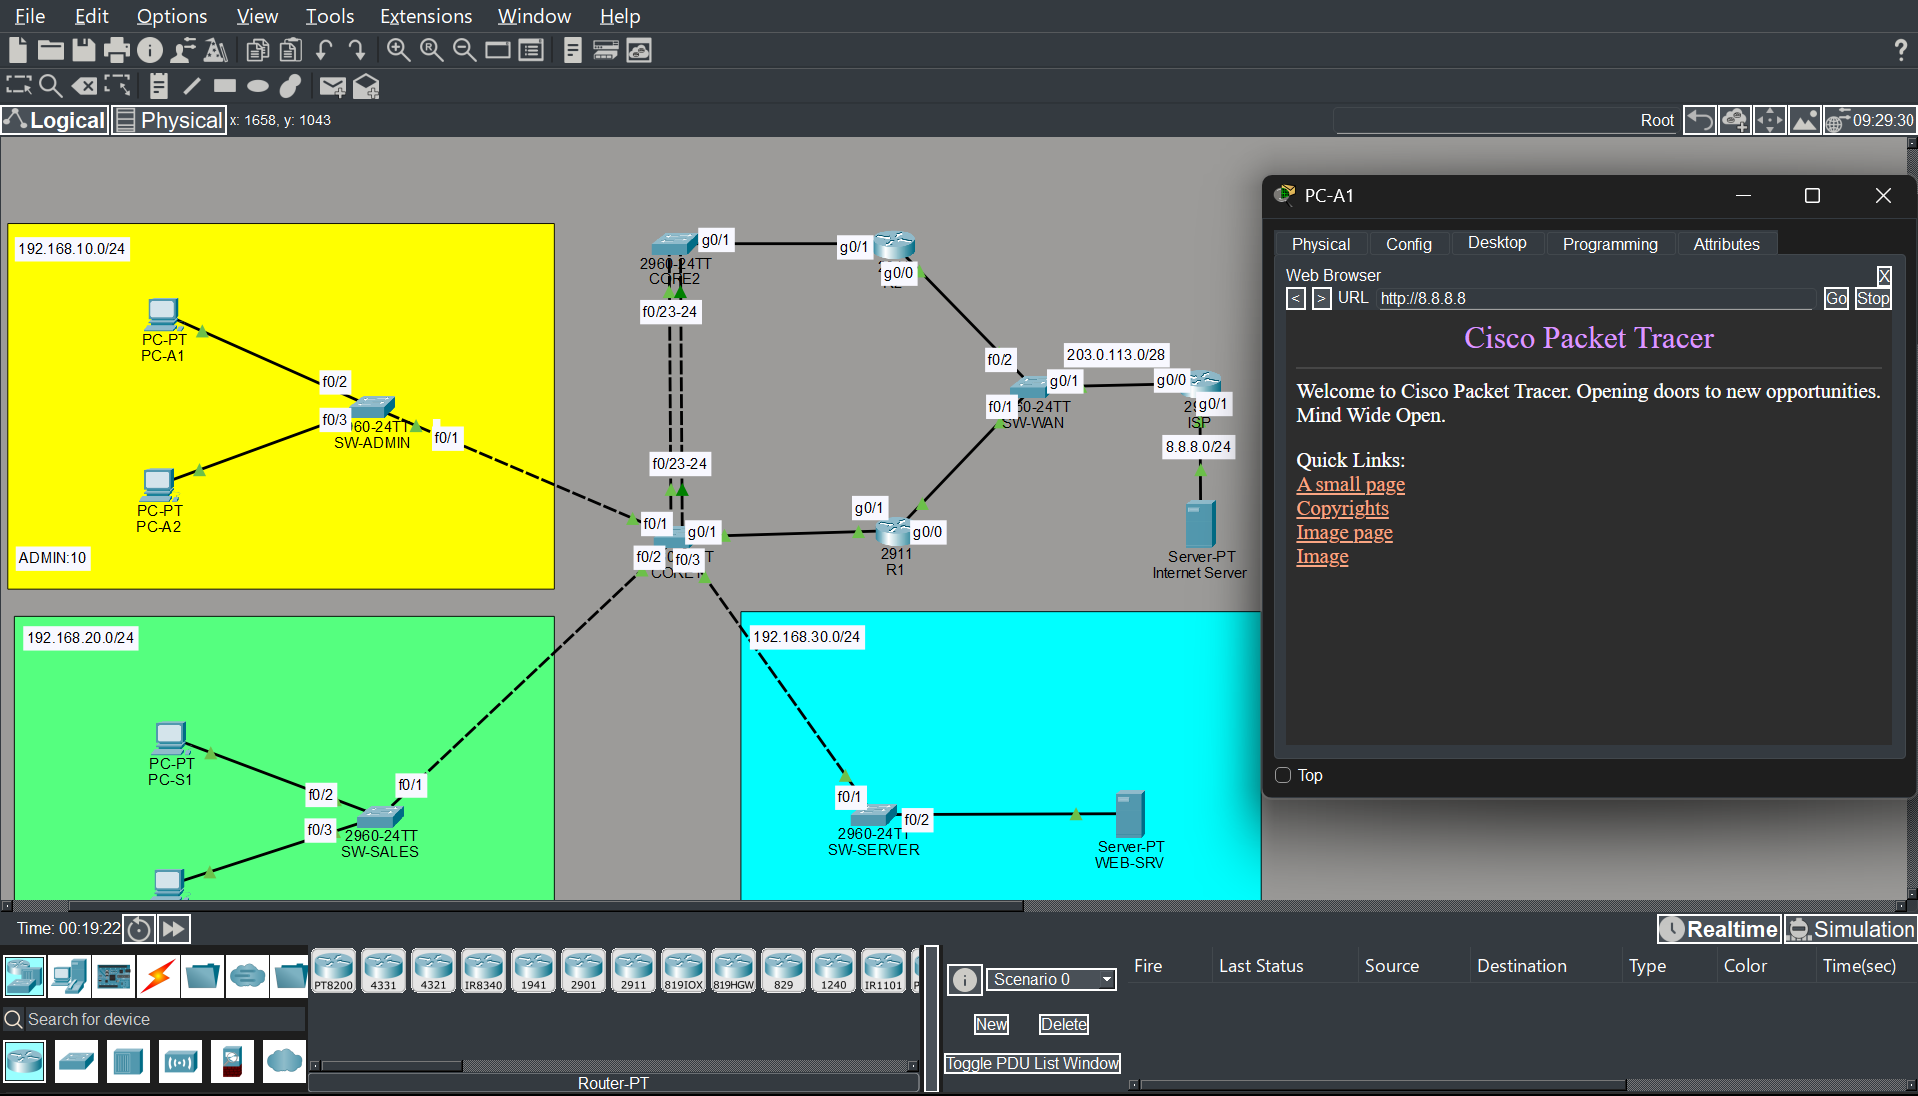 File Edit Options View Tools Extensions Window Help
?
Logical Physical x: 1658, y: 1043 Root 09:29:30
192.168.10.0/24
PC-PT
PC-A1
f0/2
f0/3
60-24TT
SW-ADMIN
f0/1
PC-PT
PC-A2
ADMIN:10
g0/1
2960-24TT
CORE2
f0/23-24
g0/1
g0/0
f0/2
203.0.113.0/28
g0/1
g0/0
f0/1
60-24TT
SW-WAN
g0/1
ISP
8.8.8.0/24
f0/23-24
f0/1
g0/1
f0/2
f0/3
g0/1
g0/0
2911
R1
Server-PT
Internet Server
192.168.20.0/24
PC-PT
PC-S1
f0/2
f0/1
f0/3
2960-24TT
SW-SALES
192.168.30.0/24
f0/1
f0/2
2960-24TT
SW-SERVER
Server-PT
WEB-SRV
PC-A1
Physical Config Desktop Programming Attributes
Web Browser X
< > URL http://8.8.8.8 Go Stop
Cisco Packet Tracer
Welcome to Cisco Packet Tracer. Opening doors to new opportunities.
Mind Wide Open.
Quick Links:
A small page
Copyrights
Image page
Image
Top
Time: 00:19:22 Realtime Simulation
PT8200 4331 4321 IR8340 1941 2901 2911 819IOX 819HGW 829 1240 IR1101
Search for device
Router-PT
Scenario 0
New Delete
Toggle PDU List Window
Fire Last Status Source Destination Type Color Time(sec)